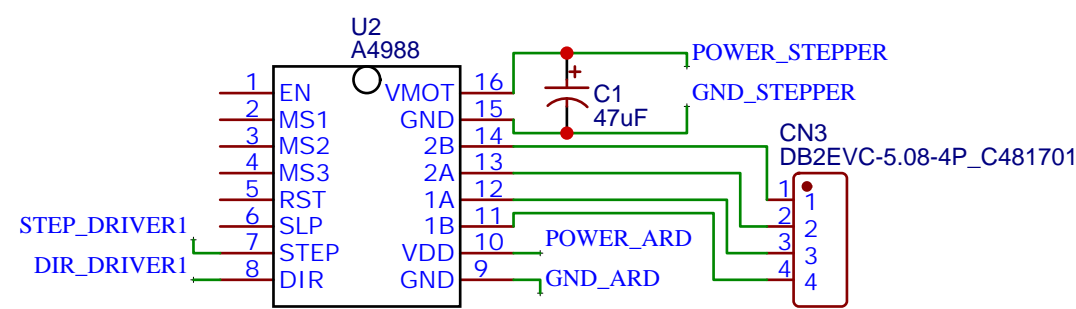 U2
A4988
1 EN VMOT 16
2 MS1 GND 15
3 MS2 2B 14
4 MS3 2A 13
5 RST 1A 12
6 SLP 1B 11
7 STEP VDD 10
8 DIR GND 9
STEP_DRIVER1
DIR_DRIVER1
POWER_STEPPER
+
C1
47uF
GND_STEPPER
POWER_ARD
GND_ARD
CN3
DB2EVC-5.08-4P_C481701
1 1
2 2
3 3
4 4